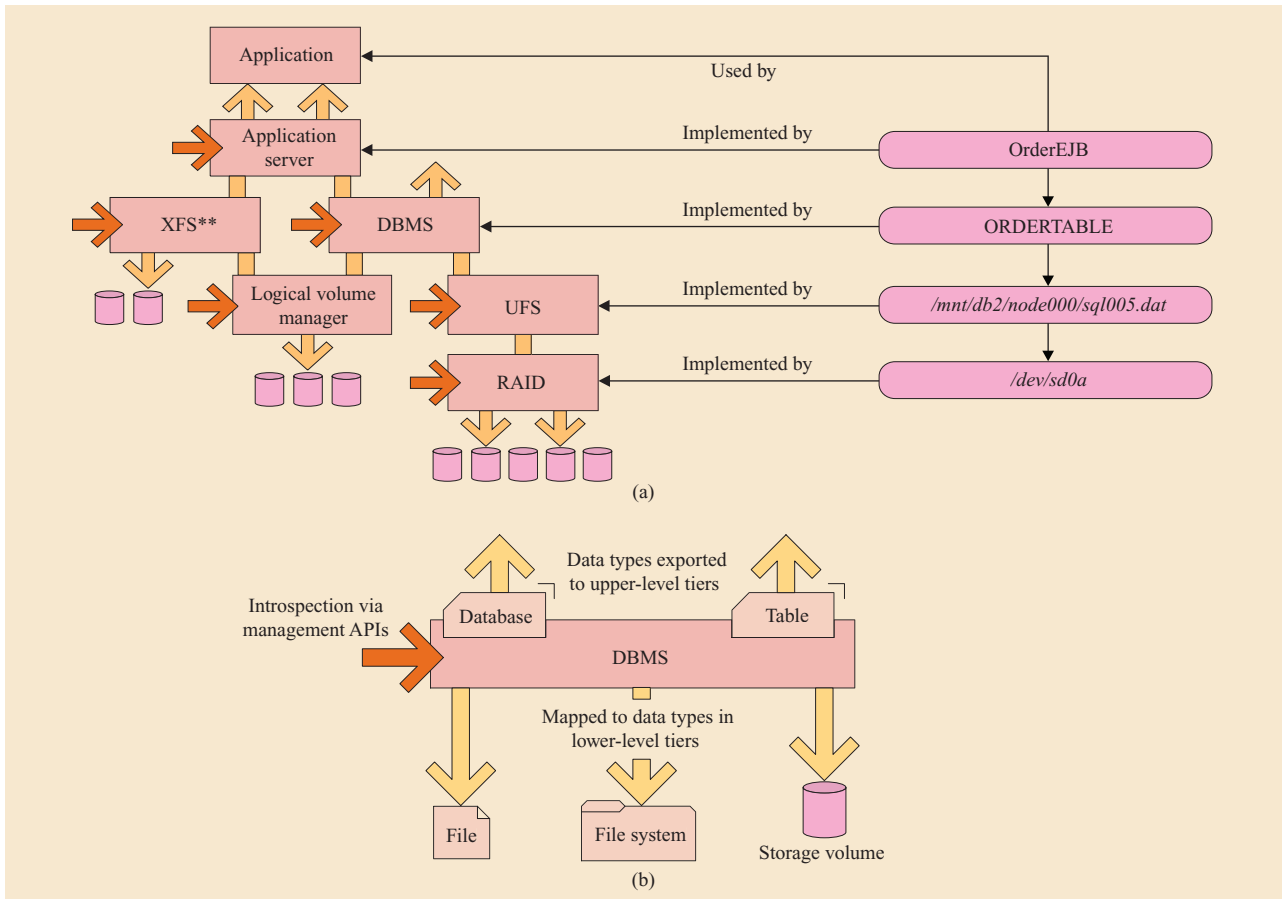 Application
Used by
Application
server
Implemented by
OrderEJB
XFS**
DBMS
Implemented by
ORDERTABLE
Logical volume
manager
UFS
Implemented by
/mnt/db2/node000/sql005.dat
RAID
Implemented by
/dev/sd0a
(a)
Data types exported
to upper-level tiers
Introspection via
management APIs
Database
Table
DBMS
Mapped to data types in
lower-level tiers
File
File system
Storage volume
(b)